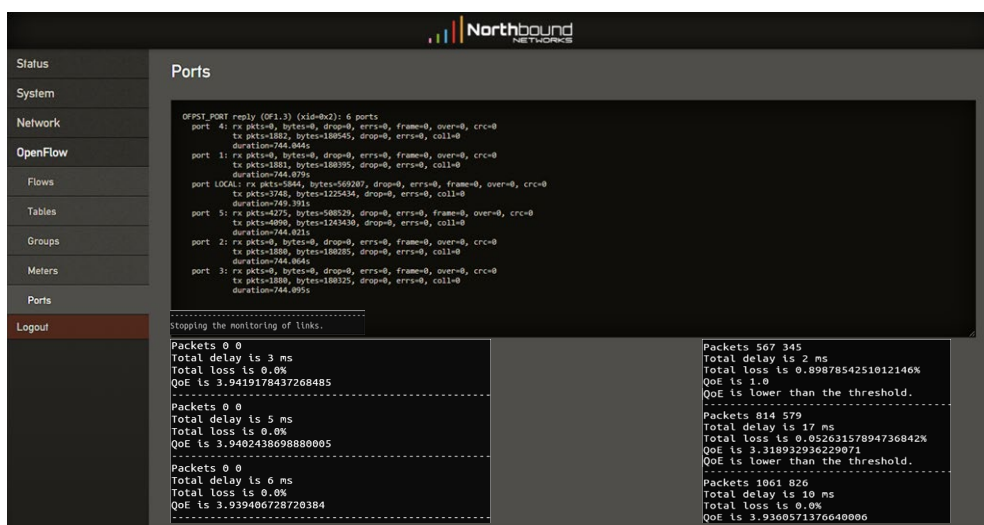 Northbound
NETWORKS
Status
System
Network
OpenFlow
Flows
Tables
Groups
Meters
Ports
Logout
Ports
OFPST_PORT reply (OF1.3) (xid=0x2): 6 ports
port 4: rx pkts=0, bytes=0, drop=0, errs=0, frame=0, over=0, crc=0
tx pkts=1882, bytes=180545, drop=0, errs=0, coll=0
duration=744.044s
port 1: rx pkts=0, bytes=0, drop=0, errs=0, frame=0, over=0, crc=0
tx pkts=1881, bytes=180395, drop=0, errs=0, coll=0
duration=744.079s
port LOCAL: rx pkts=5844, bytes=569207, drop=0, errs=0, frame=0, over=0, crc=0
tx pkts=3748, bytes=1225434, drop=0, errs=0, coll=0
duration=749.391s
port 5: rx pkts=4275, bytes=508529, drop=0, errs=0, frame=0, over=0, crc=0
tx pkts=4090, bytes=1243430, drop=0, errs=0, coll=0
duration=744.021s
port 2: rx pkts=0, bytes=0, drop=0, errs=0, frame=0, over=0, crc=0
tx pkts=1880, bytes=180285, drop=0, errs=0, coll=0
duration=744.064s
port 3: rx pkts=0, bytes=0, drop=0, errs=0, frame=0, over=0, crc=0
tx pkts=1880, bytes=180325, drop=0, errs=0, coll=0
duration=744.095s
Stopping the monitoring of links.
Packets 0 0
Total delay is 3 ms
Total loss is 0.0%
QoE is 3.9419178437268485
Packets 0 0
Total delay is 5 ms
Total loss is 0.0%
QoE is 3.9402438698880005
Packets 0 0
Total delay is 6 ms
Total loss is 0.0%
QoE is 3.939406728720384
Packets 567 345
Total delay is 2 ms
Total loss is 0.8987854251012146%
QoE is 1.0
QoE is lower than the threshold.
Packets 814 579
Total delay is 17 ms
Total loss is 0.05263157894736842%
QoE is 3.318932936229071
QoE is lower than the threshold.
Packets 1061 826
Total delay is 10 ms
Total loss is 0.0%
QoE is 3.9360571376640006